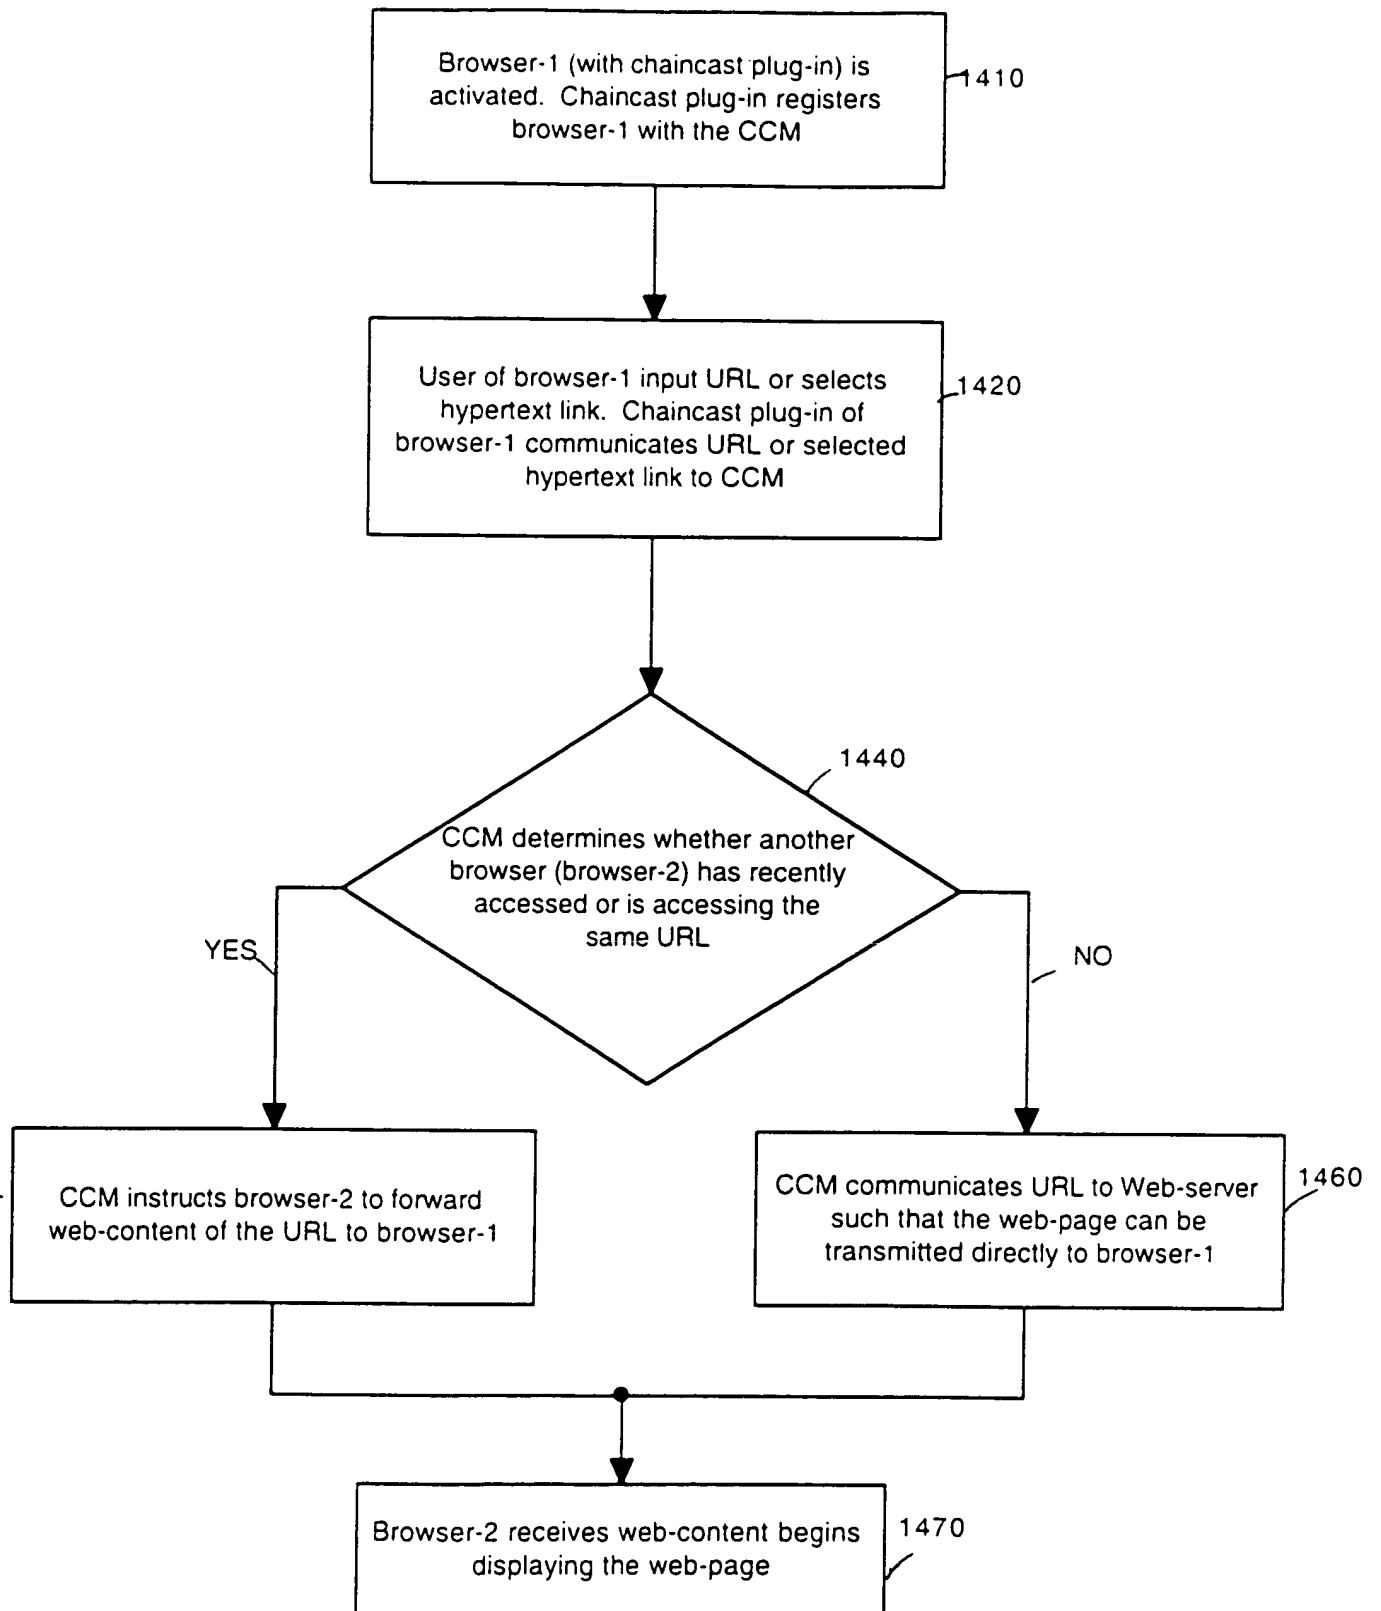 Browser-1 (with chaincast plug-in) is
activated. Chaincast plug-in registers
browser-1 with the CCM
1410
User of browser-1 input URL or selects
hypertext link. Chaincast plug-in of
browser-1 communicates URL or selected
hypertext link to CCM
1420
1440
CCM determines whether another
browser (browser-2) has recently
accessed or is accessing the
same URL
YES
NO
CCM instructs browser-2 to forward
web-content of the URL to browser-1
CCM communicates URL to Web-server
such that the web-page can be
transmitted directly to browser-1
1460
Browser-2 receives web-content begins
displaying the web-page
1470